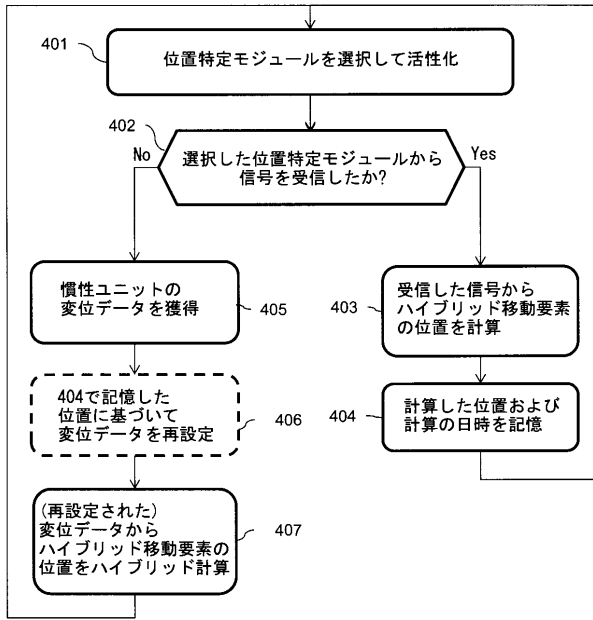 401
位置特定モジュールを選択して活性化
402
選択した位置特定モジュールから
信号を受信したか?
No
Yes
慣性ユニットの
変位データを獲得
405
403
受信した信号から
ハイブリッド移動要素
の位置を計算
404で記憶した
位置に基づいて
変位データを再設定
406
404
計算した位置および
計算の日時を記憶
(再設定された)
変位データから
ハイブリッド移動要素の
位置をハイブリッド計算
407